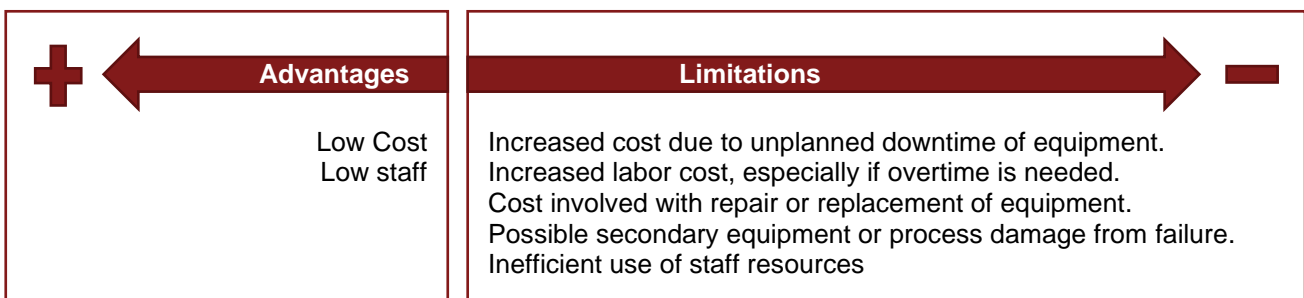 Advantages
Low Cost
Low staff
Limitations
Increased cost due to unplanned downtime of equipment.
Increased labor cost, especially if overtime is needed.
Cost involved with repair or replacement of equipment.
Possible secondary equipment or process damage from failure.
Inefficient use of staff resources